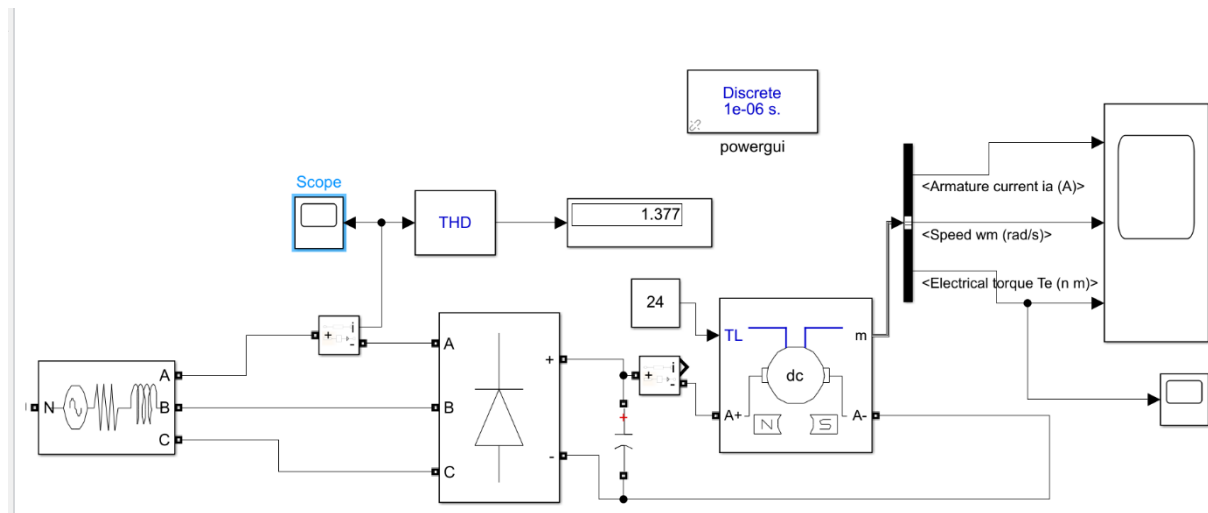 Discrete
1e-06 s.
powergui
Scope
THD
1.377
<Armature current ia (A)>
<Speed wm (rad/s)>
<Electrical torque Te (n m)>
24
TL
m
dc
A+
N
S
A-
i
+
-
A
B
C
+
-
i
+
-
N
A
B
C
+